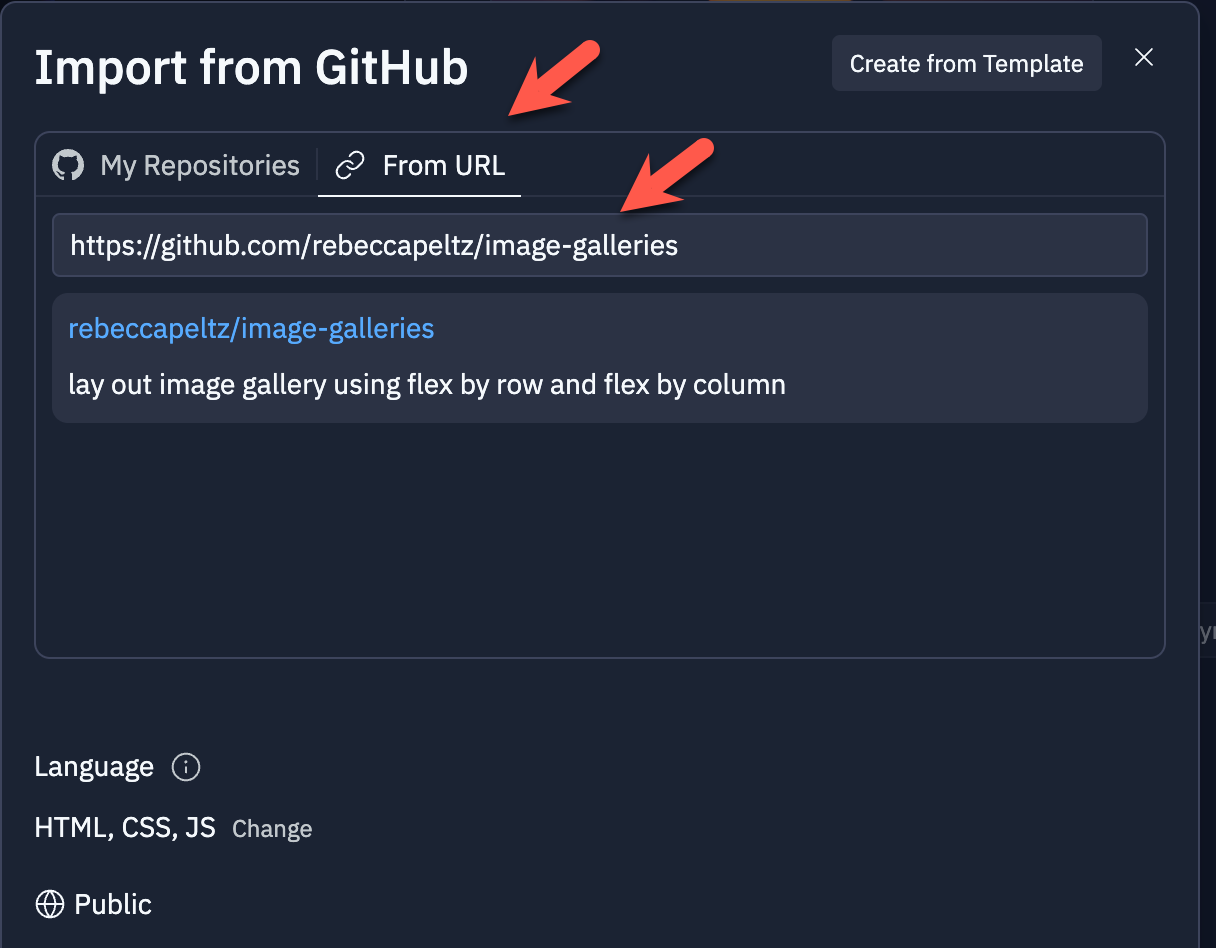 Import from GitHub
Create from Template
My Repositories
From URL
https://github.com/rebeccapeltz/image-galleries
rebeccapeltz/image-galleries
lay out image gallery using flex by row and flex by column
Language
HTML, CSS, JS Change
Public